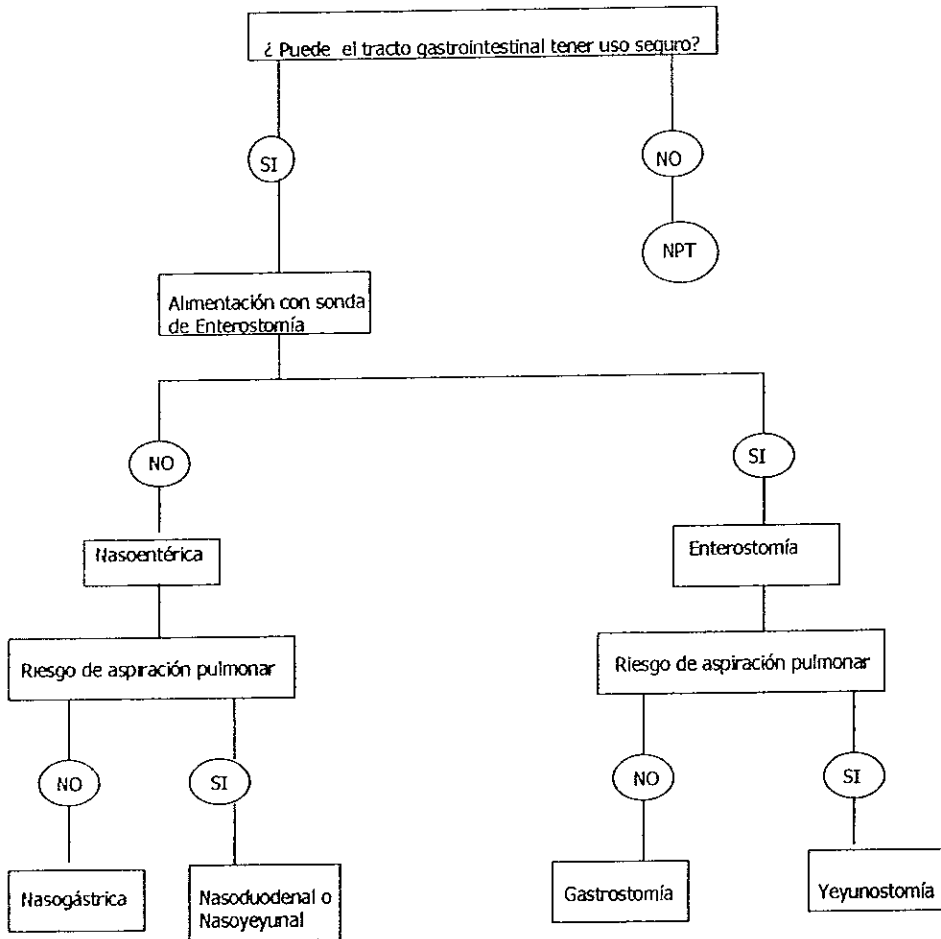 ¿ Puede el tracto gastrointestinal tener uso seguro?
SI
NO
NPT
Alimentación con sonda
de Enterostomía
NO
SI
Nasoentérica
Enterostomía
Riesgo de aspiración pulmonar
Riesgo de aspiración pulmonar
NO
SI
NO
SI
Nasogástrica
Nasoduodenal o
Nasoyeyunal
Gastrostomía
Yeyunostomía